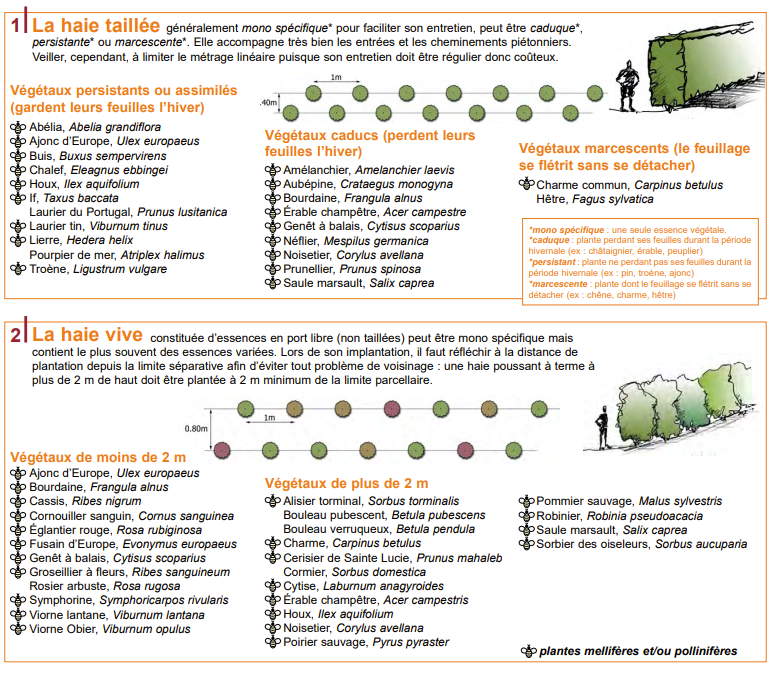 1 La haie taillée généralement mono spécifique* pour faciliter son entretien, peut être caduque*,
persistante* ou marcescente*. Elle accompagne très bien les entrées et les cheminements piétonniers.
Veiller, cependant, à limiter le métrage linéaire puisque son entretien doit être régulier donc coûteux.
Végétaux persistants ou assimilés
(gardent leurs feuilles l'hiver)
Abélia, Abelia grandiflora
Ajonc d'Europe, Ulex europaeus
Buis, Buxus sempervirens
Chalef, Eleagnus ebbingei
Houx, Ilex aquifolium
If, Taxus baccata
Laurier du Portugal, Prunus lusitanica
Laurier tin, Viburnum tinus
Lierre, Hedera helix
Pourpier de mer, Atriplex halimus
Troène, Ligustrum vulgare
1m
.40m
Végétaux caducs (perdent leurs
feuilles l'hiver)
Amélanchier, Amelanchier laevis
Aubépine, Crataegus monogyna
Bourdaine, Frangula alnus
Érable champêtre, Acer campestre
Genêt à balais, Cytisus scoparius
Néflier, Mespilus germanica
Noisetier, Corylus avellana
Prunellier, Prunus spinosa
Saule marsault, Salix caprea
Végétaux marcescents (le feuillage
se flétrit sans se détacher)
Charme commun, Carpinus betulus
Hêtre, Fagus sylvatica
*mono spécifique : une seule essence végétale.
*caduque : plante perdant ses feuilles durant la période
hivernale (ex : châtaignier, érable, peuplier)
*persistant : plante ne perdant pas ses feuilles durant la
période hivernale (ex : pin, troène, ajonc)
*marcescente : plante dont le feuillage se flétrit sans se
détacher (ex : chêne, charme, hêtre)
2 La haie vive constituée d'essences en port libre (non taillées) peut être mono spécifique mais
contient le plus souvent des essences variées. Lors de son implantation, il faut réfléchir à la distance de
plantation depuis la limite séparative afin d'éviter tout problème de voisinage : une haie poussant à terme à
plus de 2 m de haut doit être plantée à 2 m minimum de la limite parcellaire.
1m
0.80m
Végétaux de moins de 2 m
Ajonc d'Europe, Ulex europaeus
Bourdaine, Frangula alnus
Cassis, Ribes nigrum
Cornouiller sanguin, Cornus sanguinea
Églantier rouge, Rosa rubiginosa
Fusain d'Europe, Evonymus europaeus
Genêt à balais, Cytisus scoparius
Groseillier à fleurs, Ribes sanguineum
Rosier arbuste, Rosa rugosa
Symphorine, Symphoricarpos rivularis
Viorne lantane, Viburnum lantana
Viorne Obier, Viburnum opulus
Végétaux de plus de 2 m
Alisier torminal, Sorbus torminalis
Bouleau pubescent, Betula pubescens
Bouleau verruqueux, Betula pendula
Charme, Carpinus betulus
Cerisier de Sainte Lucie, Prunus mahaleb
Cormier, Sorbus domestica
Cytise, Laburnum anagyroides
Érable champêtre, Acer campestris
Houx, Ilex aquifolium
Noisetier, Corylus avellana
Poirier sauvage, Pyrus pyraster
Pommier sauvage, Malus sylvestris
Robinier, Robinia pseudoacacia
Saule marsault, Salix caprea
Sorbier des oiseleurs, Sorbus aucuparia
plantes mellifères et/ou pollinifères